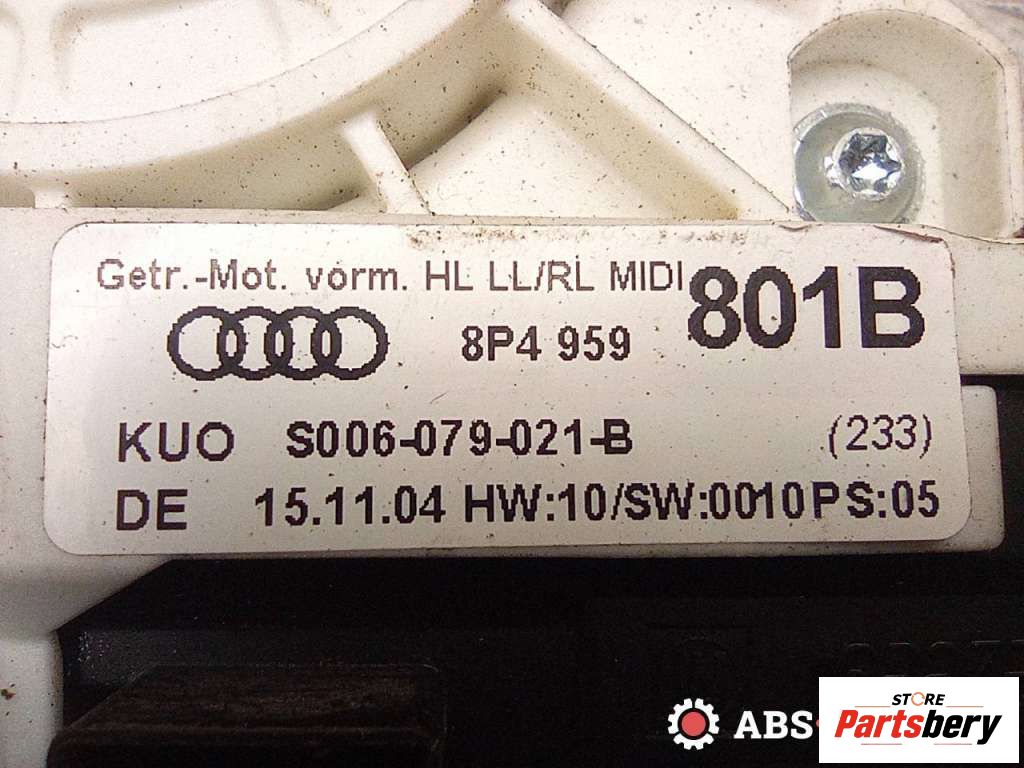 Getr.-Mot. vorm. HL LL/RL MIDI
8P4 959 801B
KUO S006-079-021-B (233)
DE 15.11.04 HW:10/SW:0010PS:05
ABS-
STORE
Partsbery